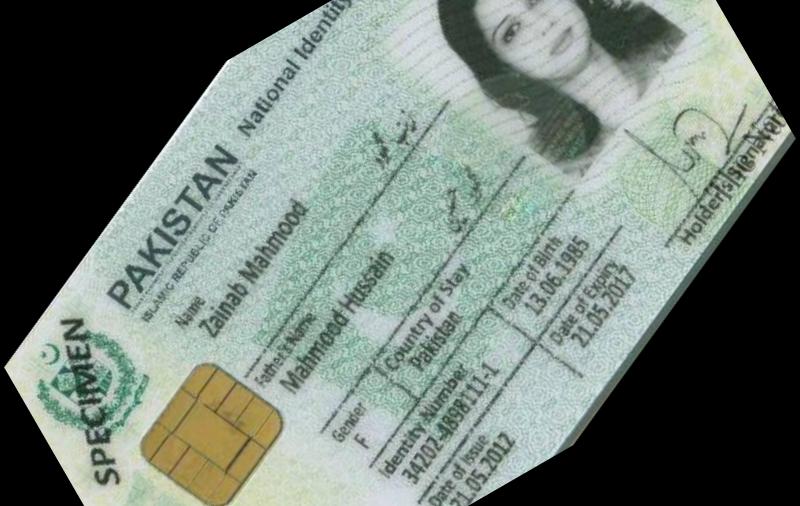 PAKISTAN National Identity
ISLAMIC REPUBLIC OF PAKISTAN
Name
Zainab Mahmood
زینب محمود
Father's Name
Mahmood Hussain
محمود حسین
Gender
F
Country of Stay
Pakistan
Identity Number
34202-4898111-1
Date of Birth
13.06.1985
Date of Issue
21.05.2012
Date of Expiry
21.05.2017
Holder's Signature
SPECIMEN